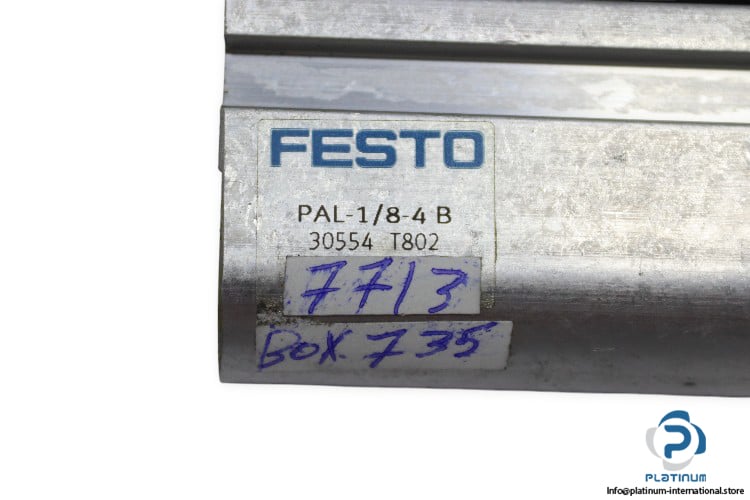 FESTO
PAL-1/8-4 B
30554 T802
7713
BOX 735
PLATINUM
Info@platinum-international.store